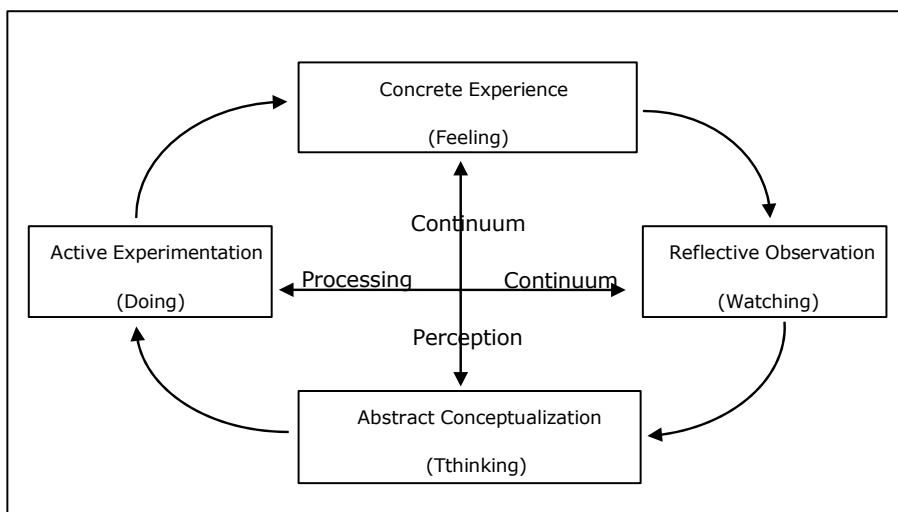 Concrete Experience
(Feeling)
Continuum
Active Experimentation
(Doing)
Processing
Continuum
Reflective Observation
(Watching)
Perception
Abstract Conceptualization
(Tthinking)